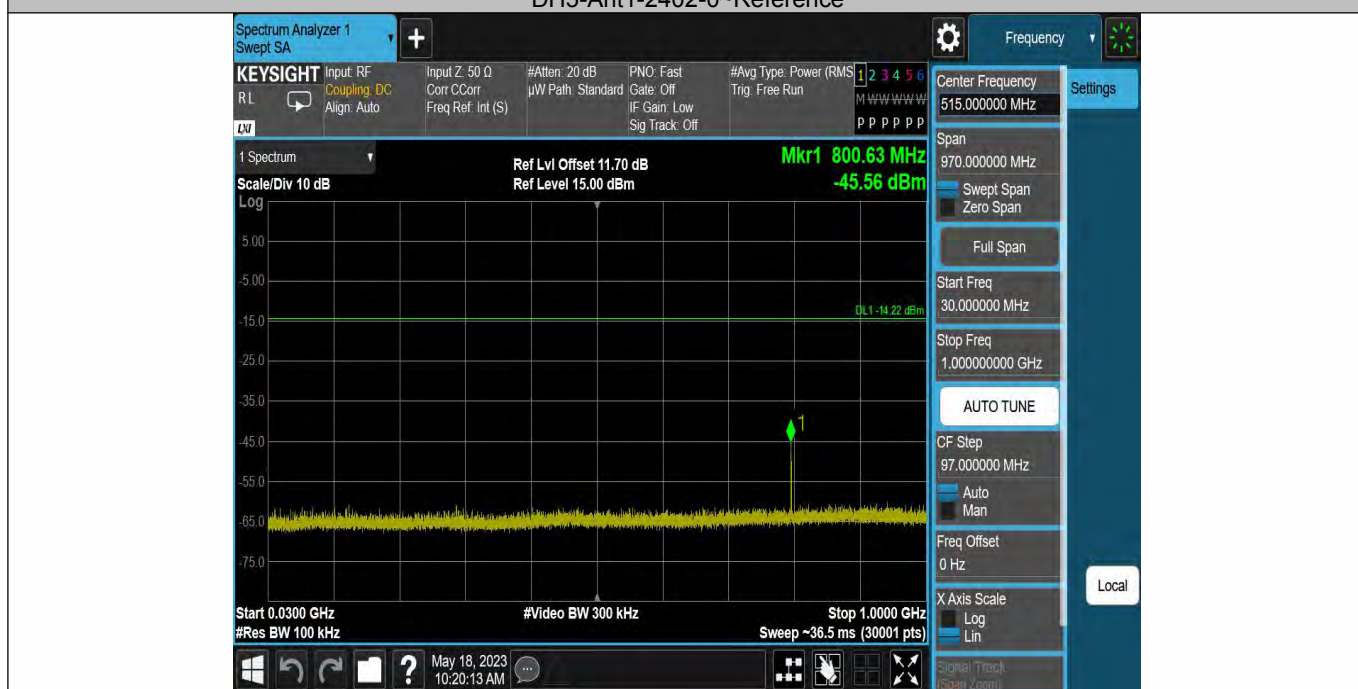 DH5-Ant1-2402-0~Reference
Spectrum Analyzer 1
Swept SA
Frequency
KEYSIGHT
RL
LXI
Input: RF
Coupling: DC
Align: Auto
Input Z: 50 Ω
Corr CCorr
Freq Ref: Int (S)
#Atten: 20 dB
µW Path: Standard
PNO: Fast
Gate: Off
IF Gain: Low
Sig Track: Off
#Avg Type: Power (RMS
Trig: Free Run
1 2 3 4 5 6
M W W W W W
P P P P P P
1 Spectrum
Scale/Div 10 dB
Log
Ref Lvl Offset 11.70 dB
Ref Level 15.00 dBm
Mkr1 800.63 MHz
-45.56 dBm
5.00
-5.00
-15.0
-25.0
-35.0
-45.0
-55.0
-65.0
-75.0
DL1 -14.22 dBm
1
Start 0.0300 GHz
#Res BW 100 kHz
#Video BW 300 kHz
Stop 1.0000 GHz
Sweep ~36.5 ms (30001 pts)
?
May 18, 2023
10:20:13 AM
Center Frequency
515.000000 MHz
Settings
Span
970.000000 MHz
Swept Span
Zero Span
Full Span
Start Freq
30.000000 MHz
Stop Freq
1.000000000 GHz
AUTO TUNE
CF Step
97.000000 MHz
Auto
Man
Freq Offset
0 Hz
X Axis Scale
Log
Lin
Local
Signal Track
(Span Zoom)